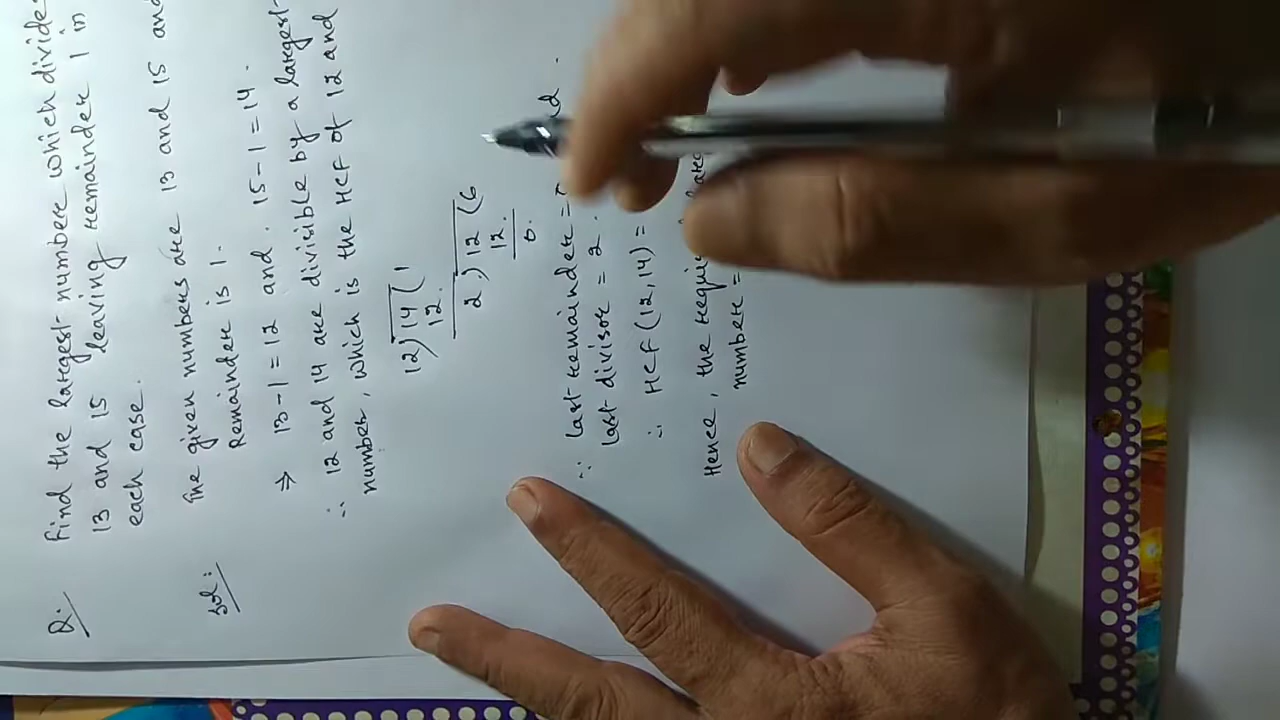 Q. Find the largest number which divide
13 and 15 leaving remainder 1 in
each case.
Sol: The given numbers are 13 and 15 and
Remainder is 1.
⇒ 13-1 = 12 and . 15-1 = 14 .
∴ 12 and 14 are divisible by a largest
number, which is the HCF of 12 and
12)14(1
12.
2.)12(6
12.
0.
∴ last remainder =
last divisor = 2.
∴ HCF (12, 14) =
Hence, the
number =